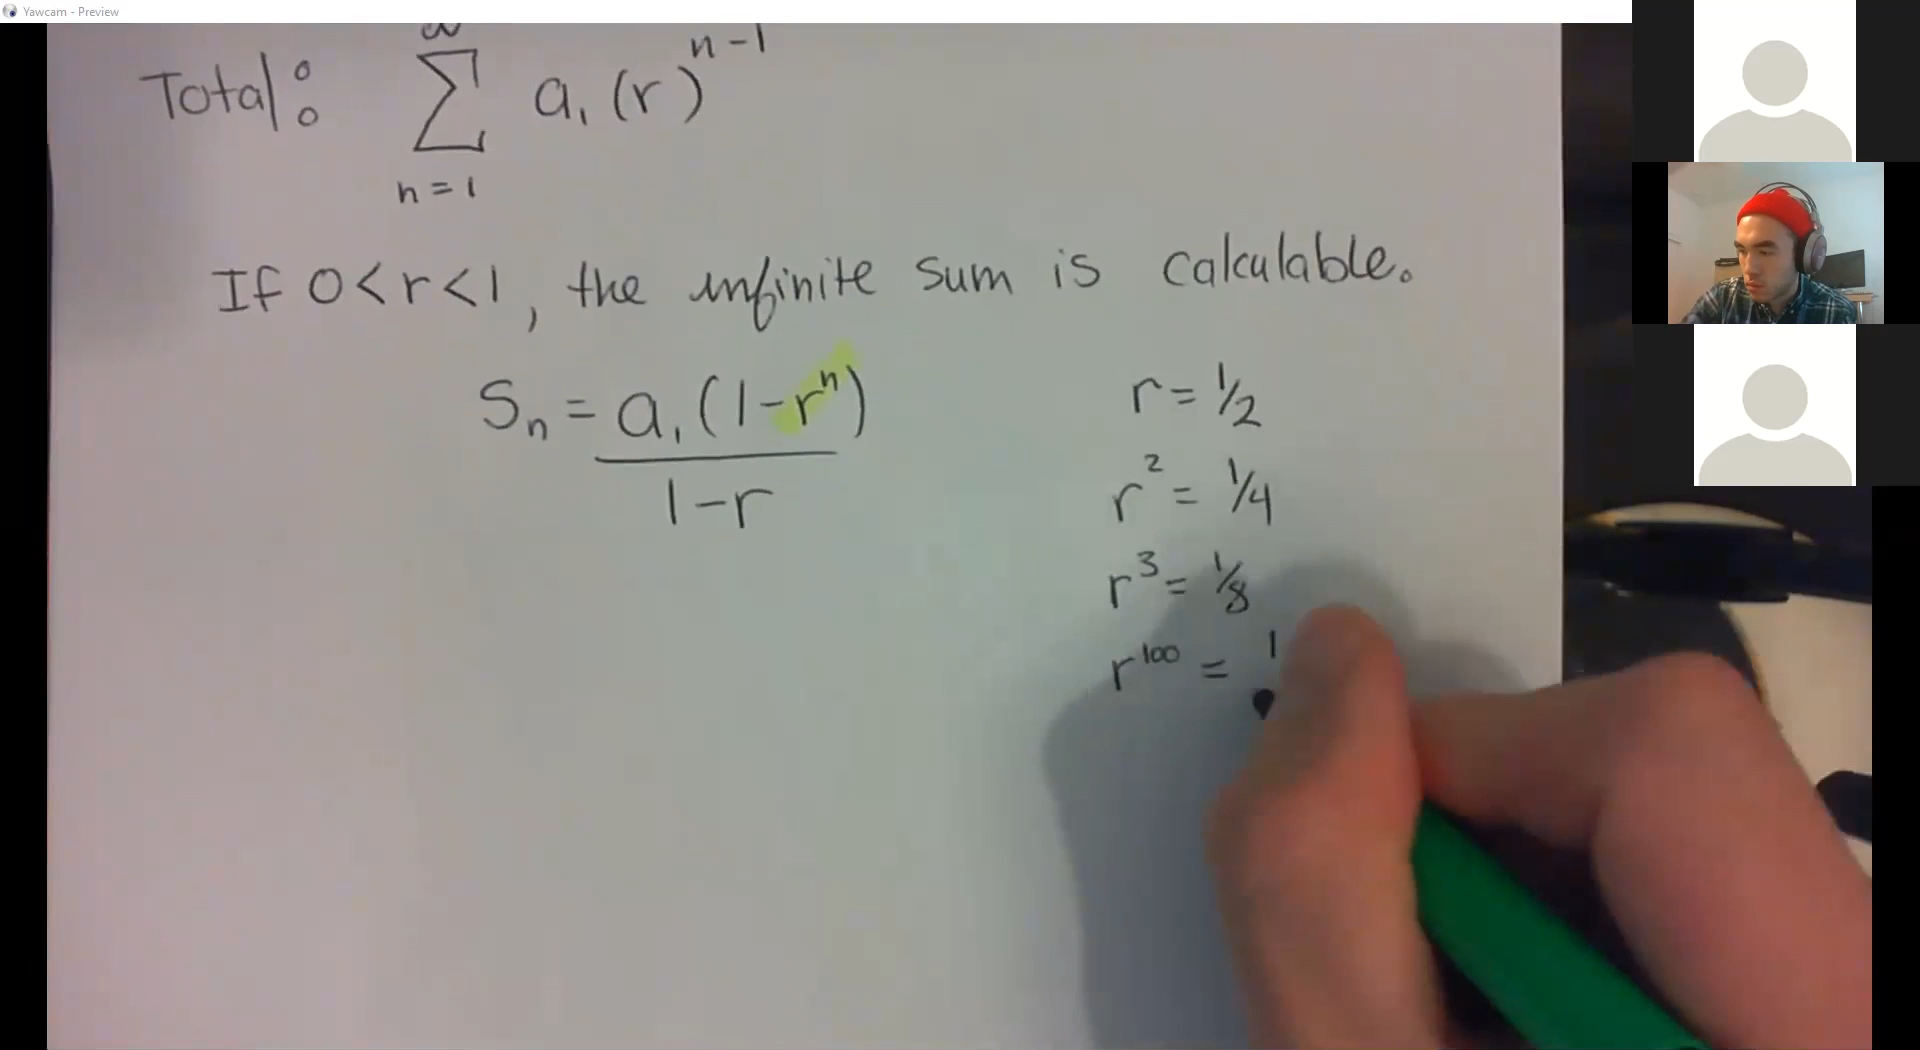 Yawcam - Preview
∞
Total: ∑ a₁(r)ⁿ⁻¹
n=1
If 0<r<1, the infinite sum is calculable.
Sₙ = a₁(1-rⁿ)
1-r
r = 1/2
r² = 1/4
r³ = 1/8
r¹⁰⁰ = 1